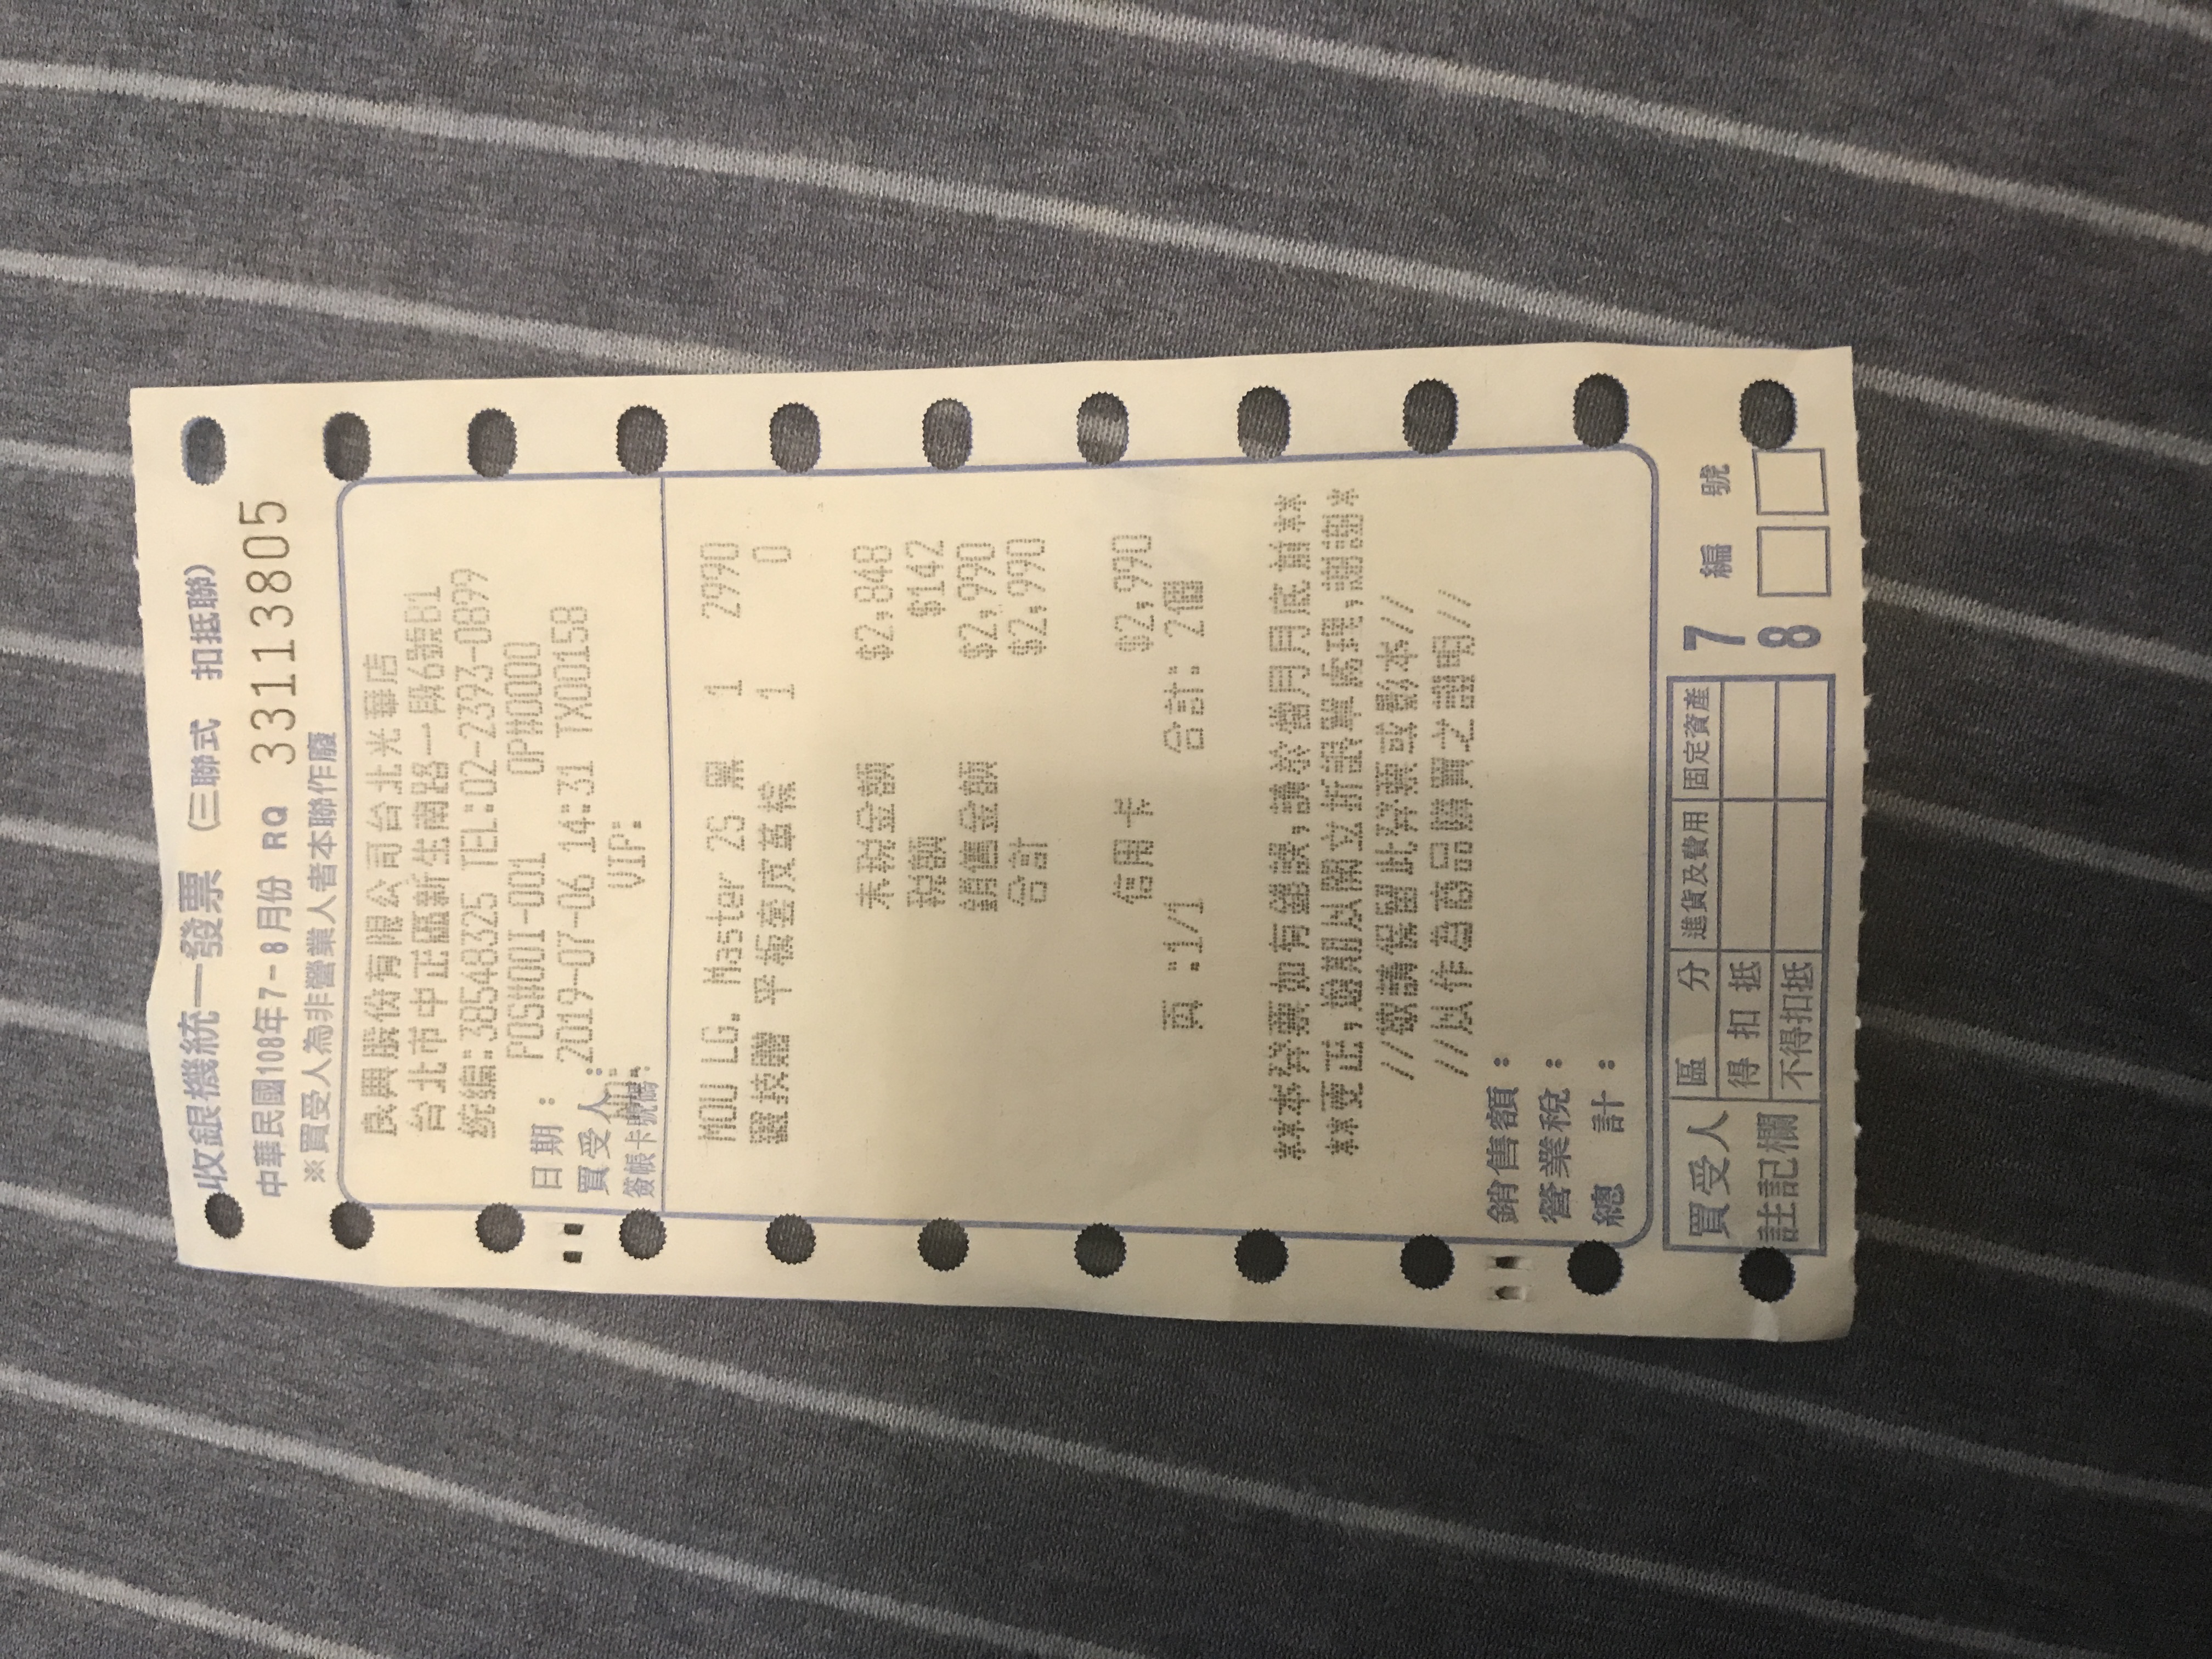 收銀機統一發票 (三聯式 扣抵聯)
中華民國108年7-8月份 RQ 33113805
※買受人為非營業人者本聯作廢
良興股份有限公司台北光華店
台北市中正區新生南路一段6號B1
統編:38548325 TEL:02-2393-0899
POSW001-001 OPW0000
日期: 2019-07-06 14:31 TX00158
買受人: VIP:
簽帳卡號碼:
MOU LG. Master 2S 黑 1 2990
平板套皮革棕 1 0
未稅金額 $2,848
稅額 $142
銷售金額 $2,990
合計 $2,990
信用卡 $2,990
頁:1/1 合計: 2個
***本發票如有錯誤,請於當月月底前**
**更正,逾期以開立折讓單處理,謝謝*
//敬請保留此發票或影本//
//以作為商品購買之證明//
銷售額:
營業稅:
總計:
買受人註記欄
區分 進貨及費用 固定資產
得扣抵
不得扣抵
7
8
編號